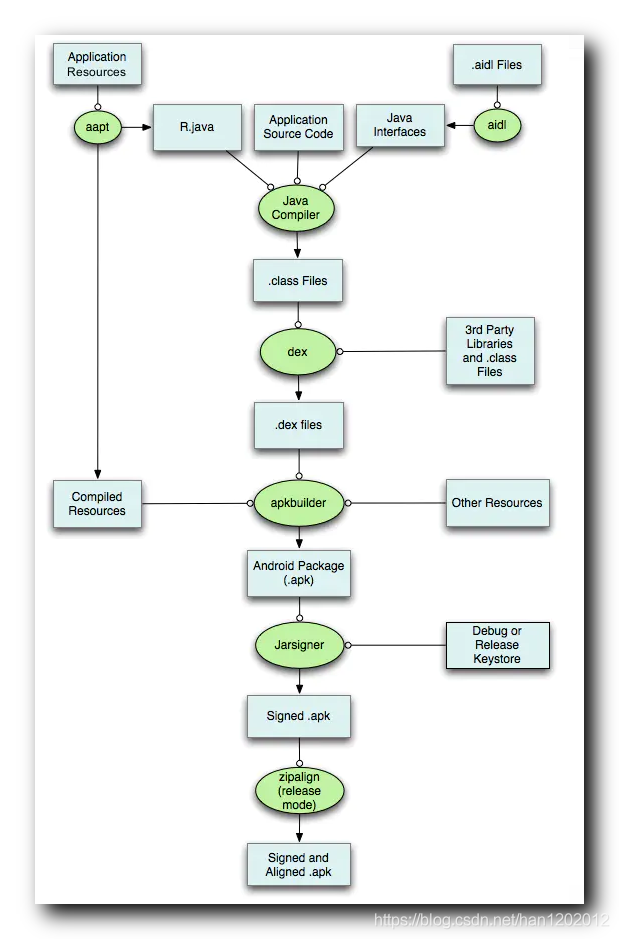 Application
Resources
.aidl Files
aapt
R.java
Application
Source Code
Java
Interfaces
aidl
Java
Compiler
.class Files
dex
3rd Party
Libraries
and .class
Files
.dex files
Compiled
Resources
apkbuilder
Other Resources
Android Package
(.apk)
Jarsigner
Debug or
Release
Keystore
Signed .apk
zipalign
(release
mode)
Signed and
Aligned .apk
https://blog.csdn.net/han1202012